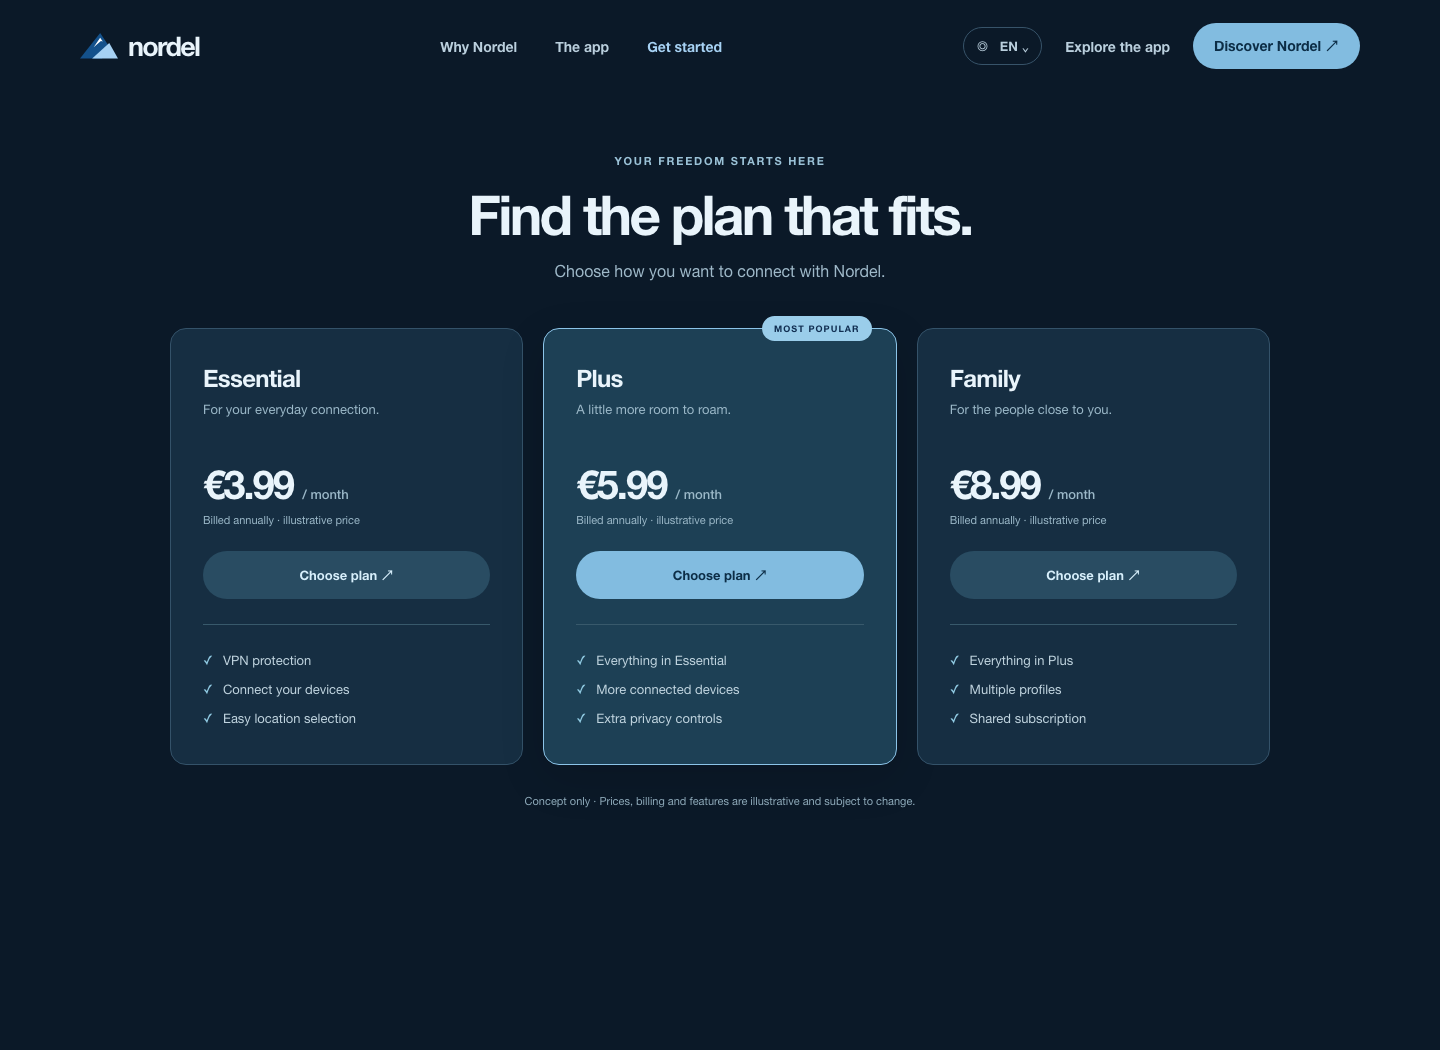 nordel
Why Nordel
The app
Get started
EN
Explore the app
Discover Nordel ↗
YOUR FREEDOM STARTS HERE
Find the plan that fits.
Choose how you want to connect with Nordel.
Essential
For your everyday connection.
€3.99 / month
Billed annually · illustrative price
Choose plan ↗
✓ VPN protection
✓ Connect your devices
✓ Easy location selection
MOST POPULAR
Plus
A little more room to roam.
€5.99 / month
Billed annually · illustrative price
Choose plan ↗
✓ Everything in Essential
✓ More connected devices
✓ Extra privacy controls
Family
For the people close to you.
€8.99 / month
Billed annually · illustrative price
Choose plan ↗
✓ Everything in Plus
✓ Multiple profiles
✓ Shared subscription
Concept only · Prices, billing and features are illustrative and subject to change.